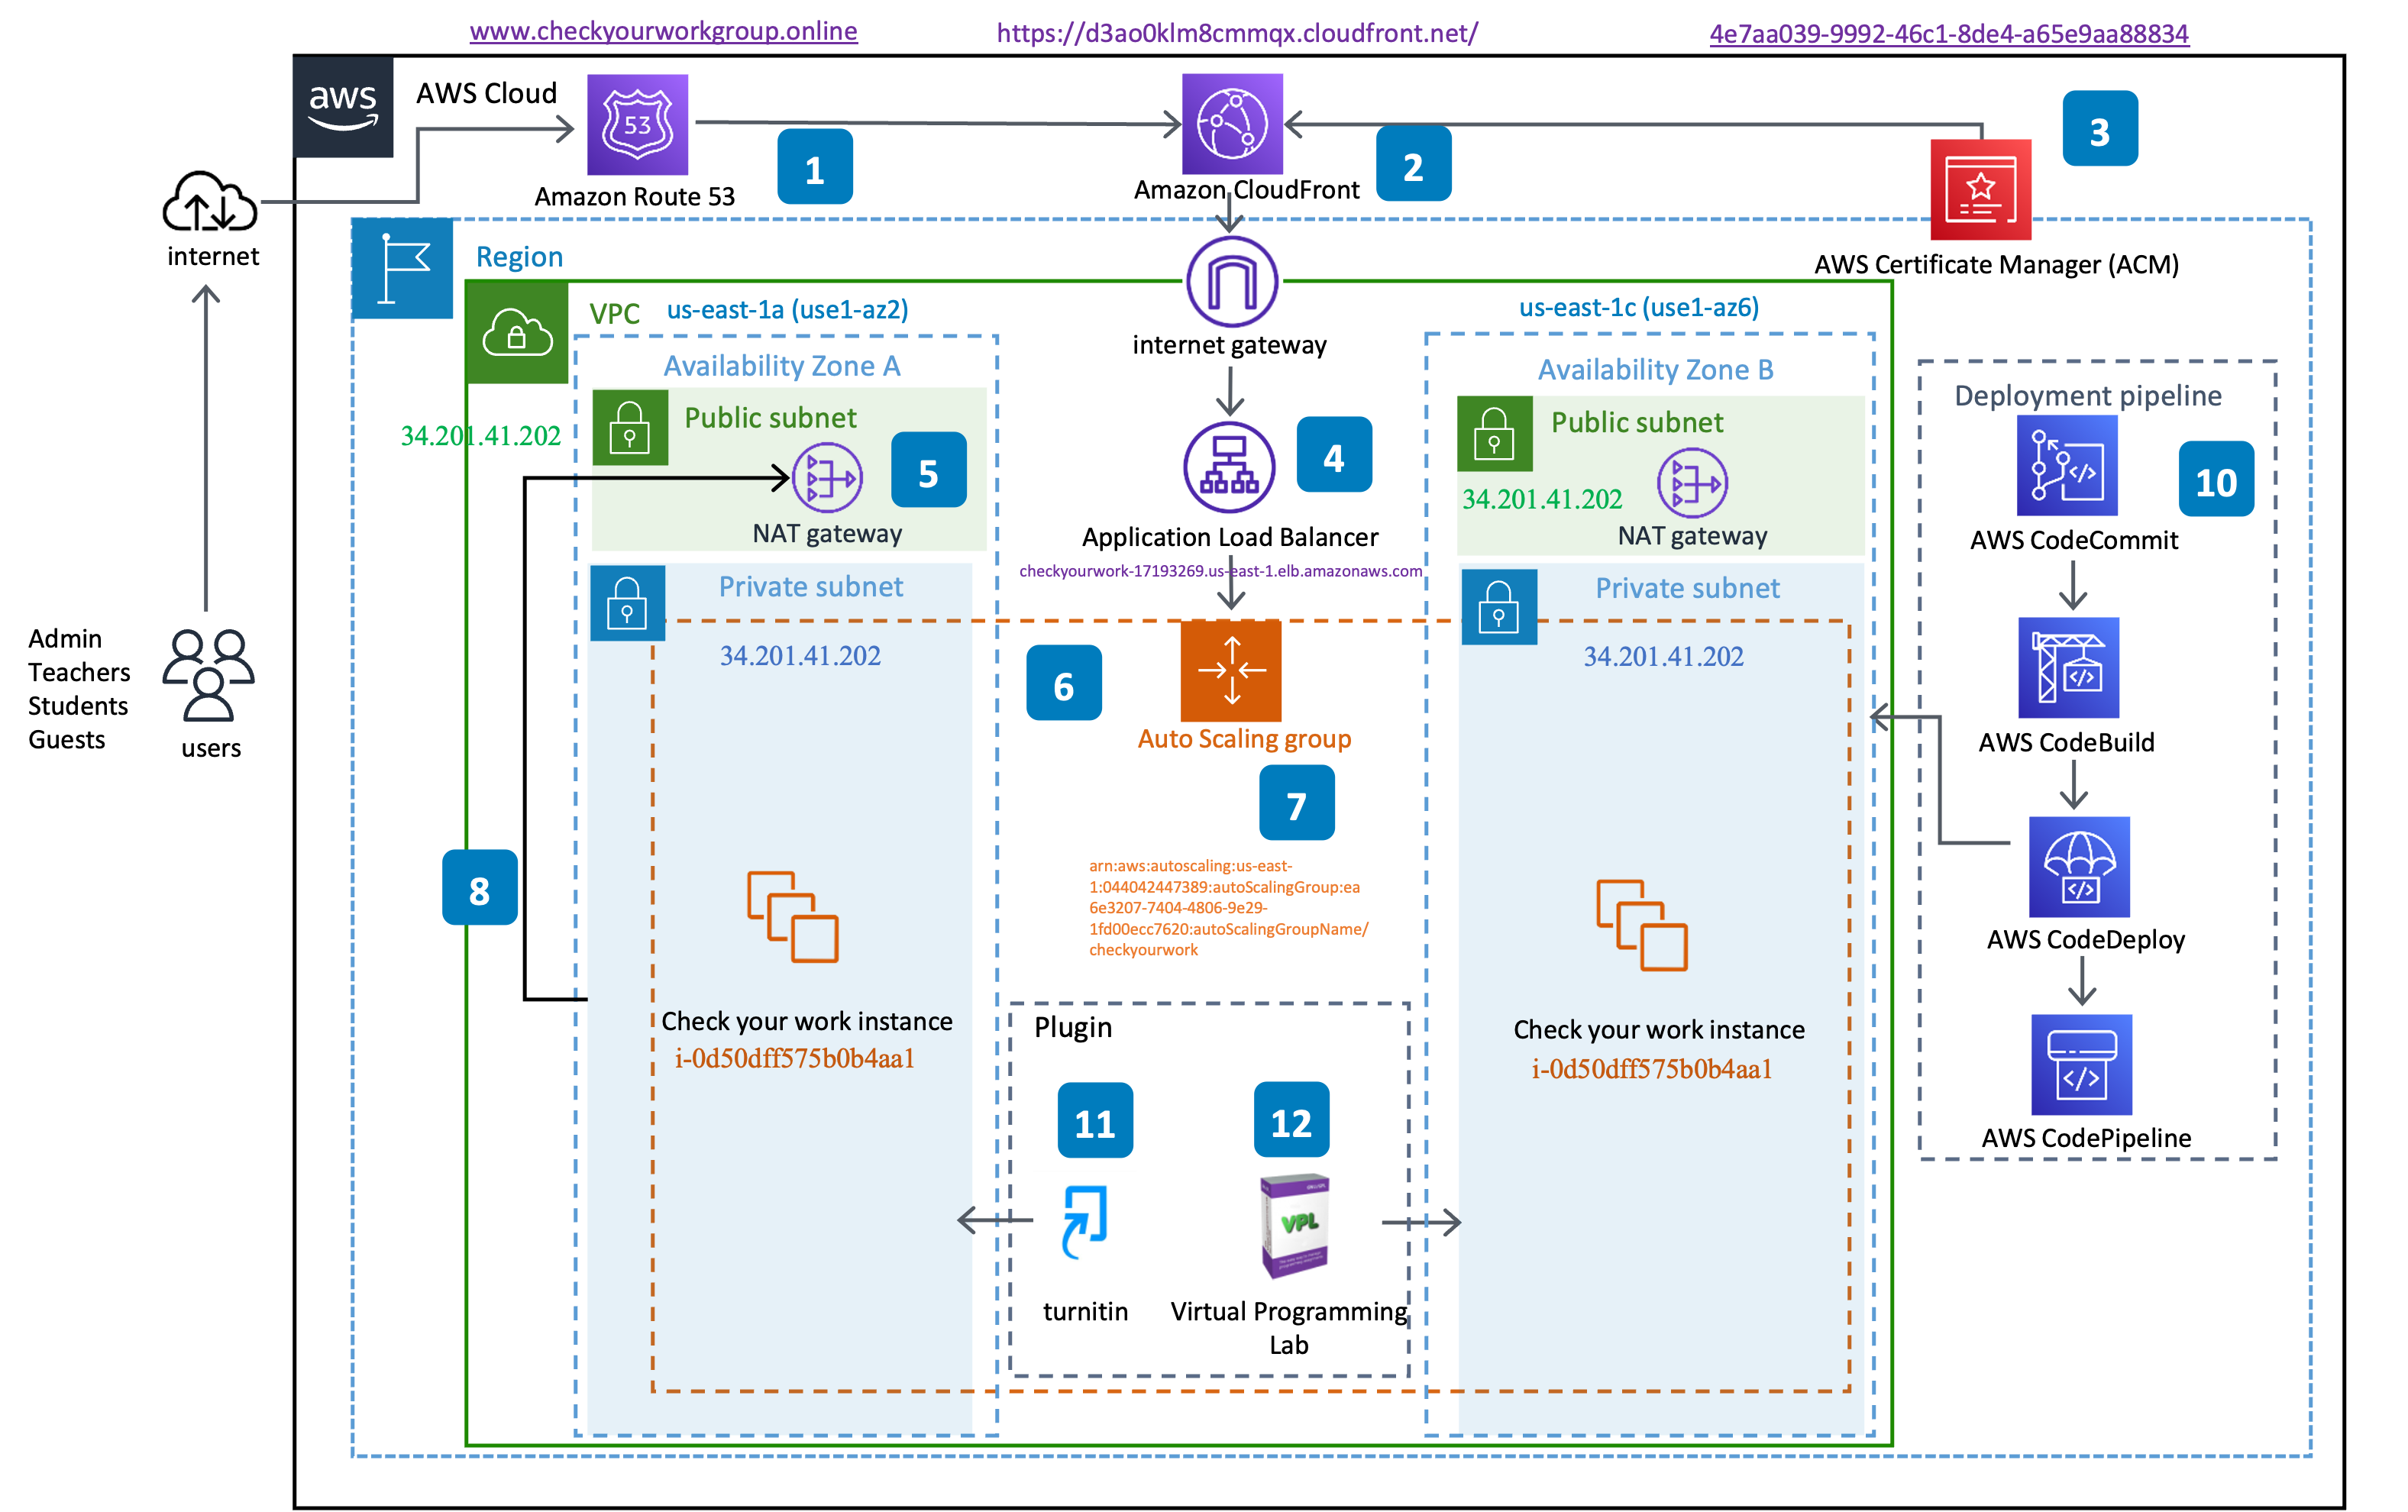 www.checkyourworkgroup.online
https://d3ao0klm8cmmqx.cloudfront.net/
4e7aa039-9992-46c1-8de4-a65e9aa88834
aws
AWS Cloud
53
Amazon Route 53
1
Amazon CloudFront
2
3
AWS Certificate Manager (ACM)
internet
Region
VPC
us-east-1a (use1-az2)
internet gateway
us-east-1c (use1-az6)
Availability Zone A
Availability Zone B
34.201.41.202
Public subnet
5
NAT gateway
4
Application Load Balancer
checkyourwork-17193269.us-east-1.elb.amazonaws.com
Public subnet
34.201.41.202
NAT gateway
Deployment pipeline
10
AWS CodeCommit
AWS CodeBuild
AWS CodeDeploy
AWS CodePipeline
Private subnet
34.201.41.202
Private subnet
34.201.41.202
Admin
Teachers
Students
Guests
users
6
Auto Scaling group
7
8
arn:aws:autoscaling:us-east-
1:044042447389:autoScalingGroup:ea
6e3207-7404-4806-9e29-
1fd00ecc7620:autoScalingGroupName/
checkyourwork
Check your work instance
i-0d50dff575b0b4aa1
Check your work instance
i-0d50dff575b0b4aa1
Plugin
11
12
VPL
turnitin
Virtual Programming
Lab